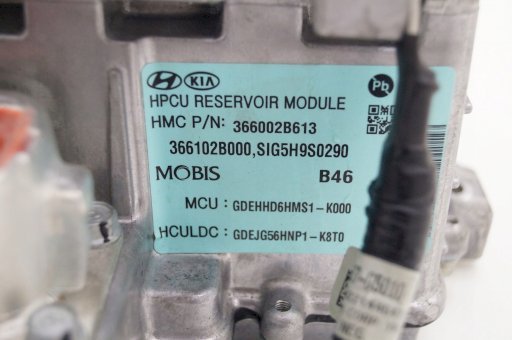 KIA Pb
HPCU RESERVOIR MODULE
HMC P/N: 366002B613
366102B000,SIG5H9S0290
MOBIS B46
MCU : GDEHHD6HMS1-K000
HCULDC : GDEJG56HNP1-K8T0